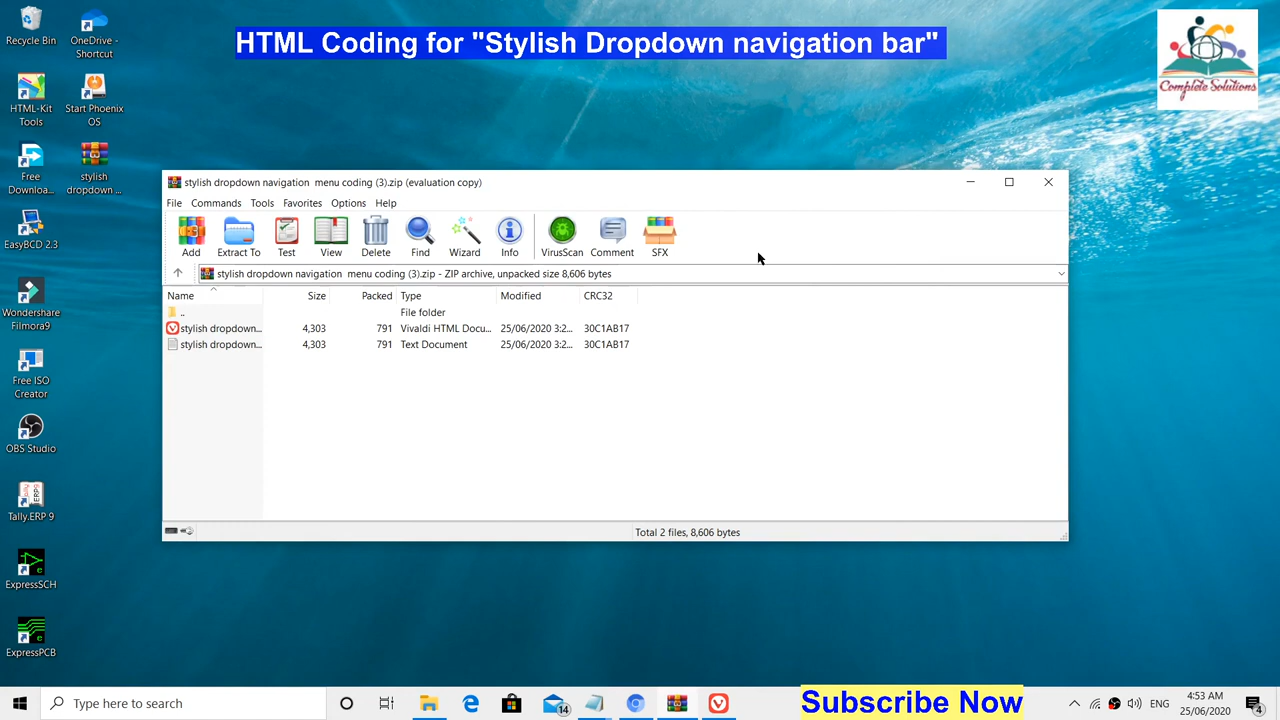 HTML Coding for "Stylish Dropdown navigation bar"
Complete Solutions
Recycle Bin
OneDrive -
Shortcut
HTML-Kit
Tools
Start Phoenix
OS
Free
Downloa...
stylish
dropdown ...
EasyBCD 2.3
Wondershare
Filmora9
Free ISO
Creator
OBS Studio
Tally.ERP 9
ExpressSCH
ExpressPCB
stylish dropdown navigation  menu coding (3).zip (evaluation copy)
File Commands Tools Favorites Options Help
Add Extract To Test View Delete Find Wizard Info VirusScan Comment SFX
stylish dropdown navigation  menu coding (3).zip - ZIP archive, unpacked size 8,606 bytes
Name Size Packed Type Modified CRC32
.. File folder
stylish dropdown... 4,303 791 Vivaldi HTML Docu... 25/06/2020 3:2... 30C1AB17
stylish dropdown... 4,303 791 Text Document 25/06/2020 3:2... 30C1AB17
Total 2 files, 8,606 bytes
Type here to search
14
Subscribe Now
ENG
4:53 AM
25/06/2020
4